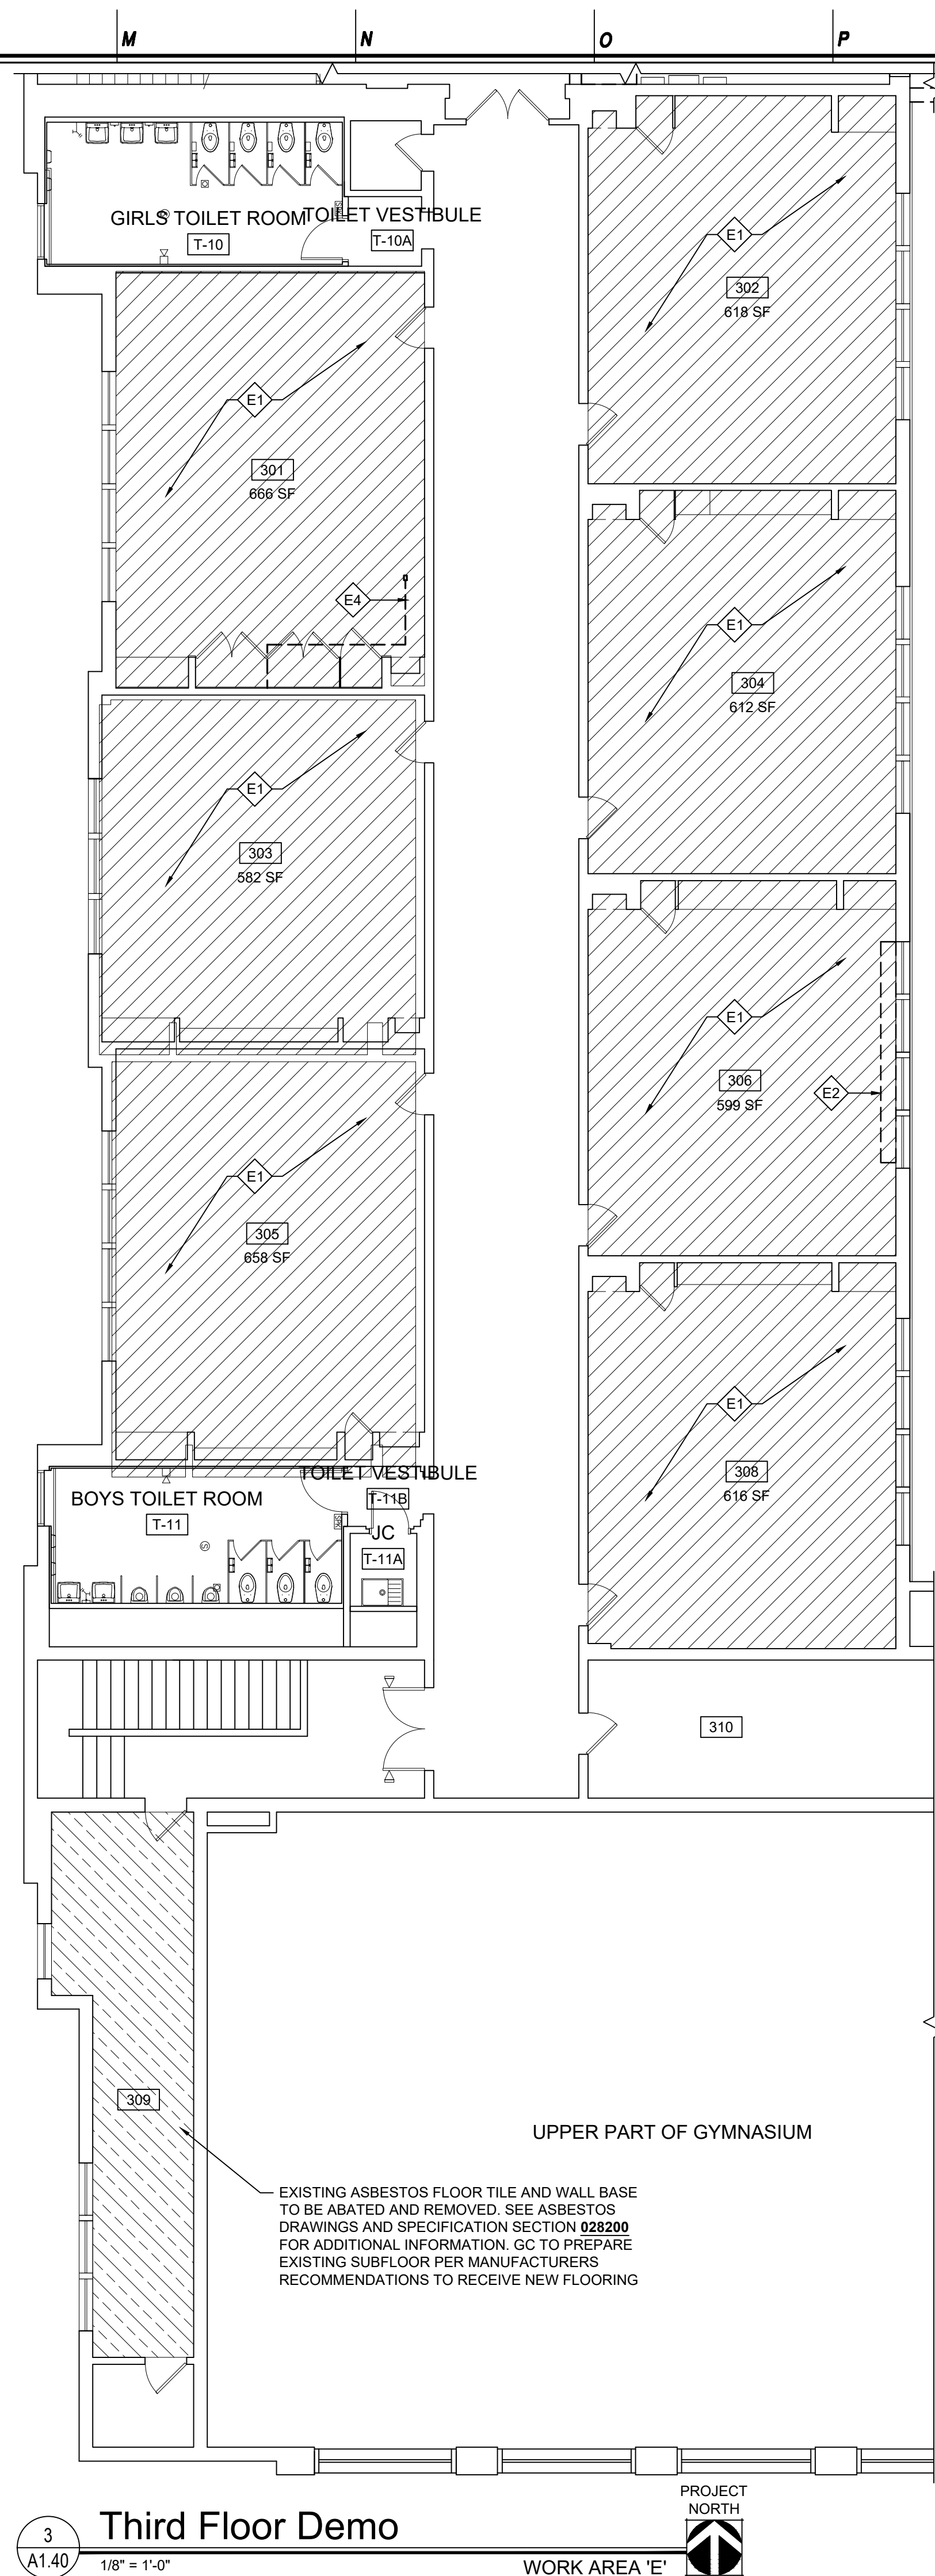 M
N
O
P
GIRLS TOILET ROOM
TOILET VESTIBULE
T-10
T-10A
E1
302
618 SF
E1
301
666 SF
E4
E1
304
612 SF
E1
303
582 SF
E1
306
599 SF
E2
E1
305
658 SF
E1
308
616 SF
TOILET VESTIBULE
BOYS TOILET ROOM
T-11B
T-11
S
JC
T-11A
310
309
UPPER PART OF GYMNASIUM
EXISTING ASBESTOS FLOOR TILE AND WALL BASE
TO BE ABATED AND REMOVED. SEE ASBESTOS
DRAWINGS AND SPECIFICATION SECTION 028200
FOR ADDITIONAL INFORMATION. GC TO PREPARE
EXISTING SUBFLOOR PER MANUFACTURERS
RECOMMENDATIONS TO RECEIVE NEW FLOORING
PROJECT
NORTH
3
A1.40
Third Floor Demo
1/8" = 1'-0"
WORK AREA 'E'